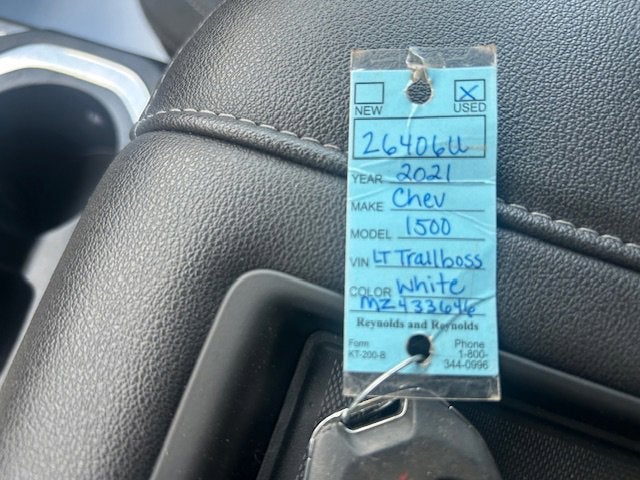 X
NEW USED
26406U
YEAR 2021
MAKE Chev
MODEL 1500
VIN LT Trailboss
COLOR White
MZ433646
Reynolds and Reynolds
Form Phone
KT-200-B 1-800-
344-0996